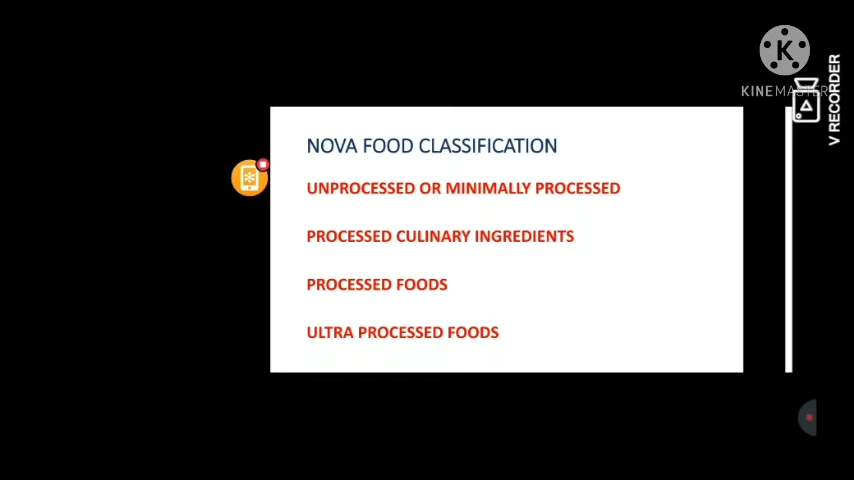 KINEMASTER
V RECORDER
NOVA FOOD CLASSIFICATION
UNPROCESSED OR MINIMALLY PROCESSED
PROCESSED CULINARY INGREDIENTS
PROCESSED FOODS
ULTRA PROCESSED FOODS